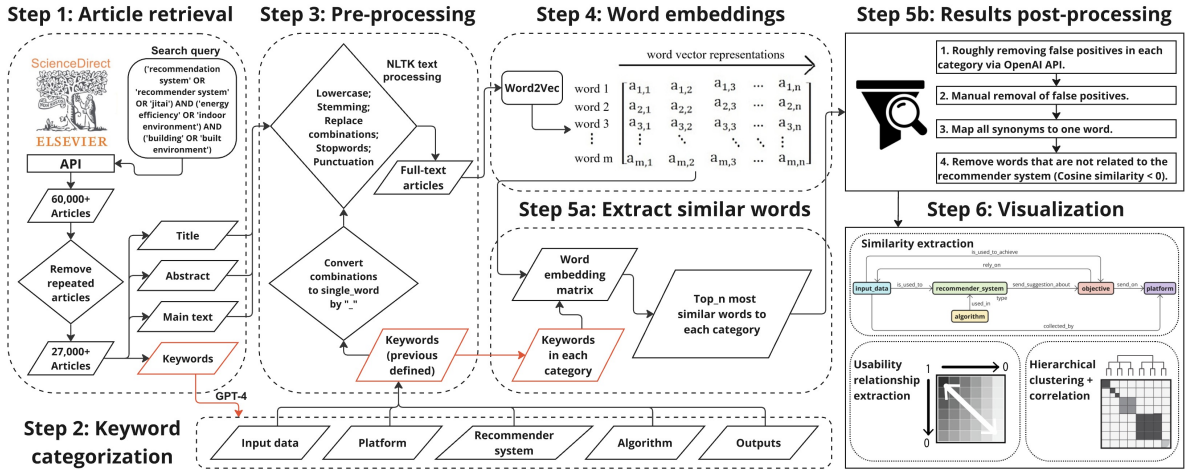 Step 1: Article retrieval
ScienceDirect
ELSEVIER
Search query
('recommendation
system' OR
'recommender system'
OR 'jitai') AND ('energy
efficiency' OR 'indoor
environment') AND
('building' OR 'built
environment')
API
60,000+
Articles
Remove
repeated
articles
27,000+
Articles
Title
Abstract
Main text
Keywords
GPT-4
Step 2: Keyword
categorization
Input data
Platform
Recommender
system
Algorithm
Outputs
Step 3: Pre-processing
NLTK text
processing
Lowercase;
Stemming;
Replace
combinations;
Stopwords;
Punctuation
Full-text
articles
Convert
combinations
to single_word
by "_"
Keywords
(previous
defined)
Step 4: Word embeddings
Word2Vec
word vector representations
word 1 a1,1 a1,2 a1,3 ... a1,n
word 2 a2,1 a2,2 a2,3 ... a2,n
word 3 a3,1 a3,2 a3,3 ... a3,n
word m am,1 am,2 am,3 ... am,n
Step 5a: Extract similar words
Word
embedding
matrix
Keywords
in each
category
Top_n most
similar words to
each category
Step 5b: Results post-processing
1. Roughly removing false positives in each
category via OpenAI API.
2. Manual removal of false positives.
3. Map all synonyms to one word.
4. Remove words that are not related to the
recommender system (Cosine similarity < 0).
Step 6: Visualization
Similarity extraction
is_used_to_achieve
rely_on
input_data
is_used_to
recommender_system
send_suggestion_about
objective
send_on
platform
type
used_in
algorithm
collected_by
Usability
relationship
extraction
1
0
0
Hierarchical
clustering +
correlation